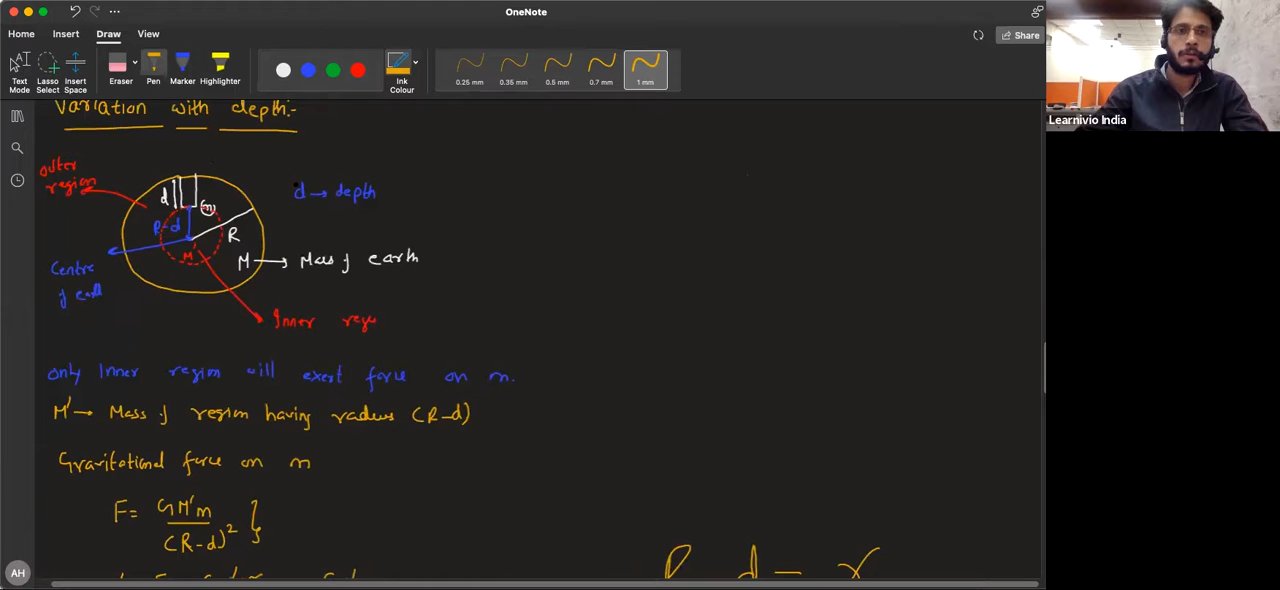 OneNote
Home Insert Draw View
Share
Text Mode
Lasso Select
Insert Space
Eraser
Pen
Marker
Highlighter
Ink Colour
0.25 mm
0.35 mm
0.5 mm
0.7 mm
1 mm
Learnivio India
Variation with depth:-
Outer region
d
m
d → depth
R-d
R
M
M → Mass of earth
Centre of earth
Inner
Only Inner region will exert force on m.
M' → Mass of region having radius (R-d)
Gravitational force on m
F = GM'm
(R-d)²
R d = x
AH